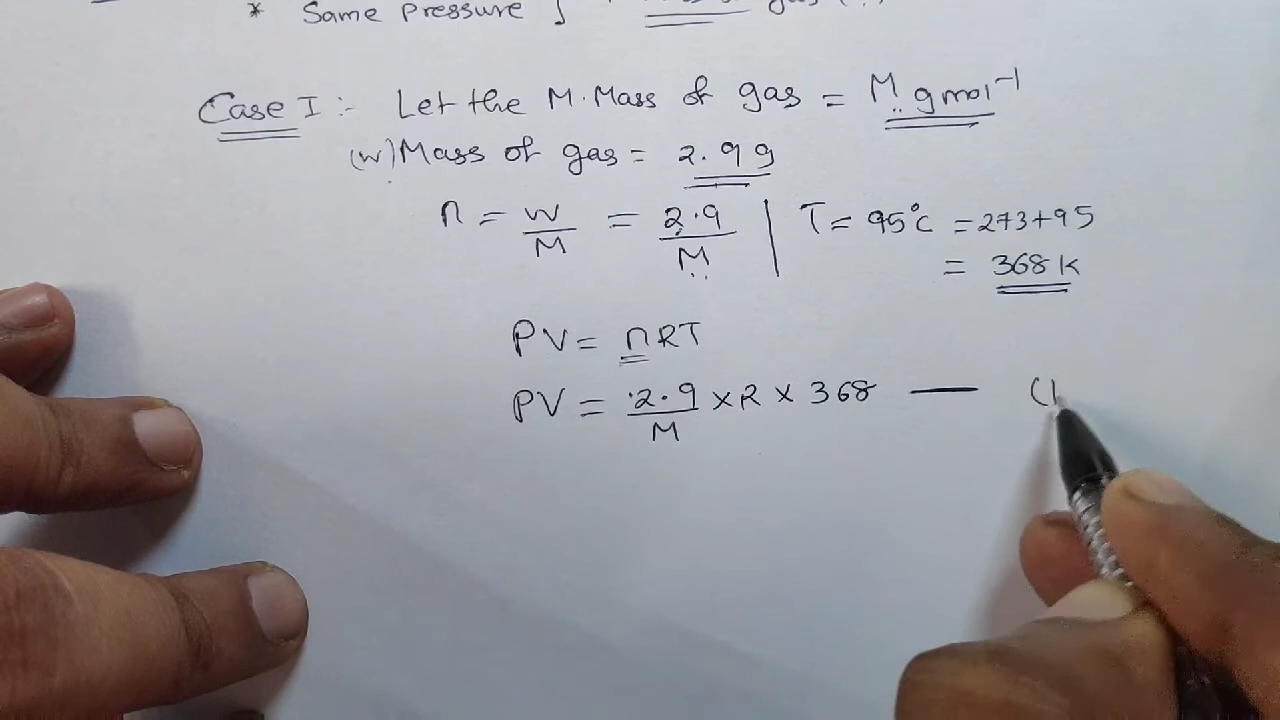 * Same pressure }
Case I :- Let the M. Mass of gas = M g mol⁻¹
(W) Mass of gas = 2.9 g
n = W/M = 2.9/M | T = 95°C = 273+95
= 368 K
PV = nRT
PV = 2.9/M × R × 368 — (1